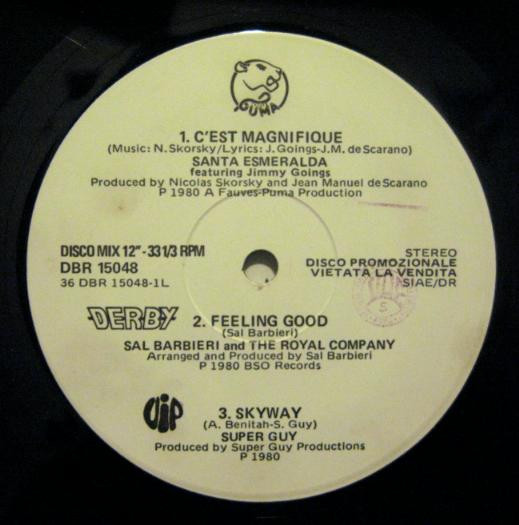 PUMA
1. C'EST MAGNIFIQUE
(Music: N. Skorsky/Lyrics: J. Goings-J.M. de Scarano)
SANTA ESMERALDA
featuring Jimmy Goings
Produced by Nicolas Skorsky and Jean Manuel de Scarano
P 1980 A Fauves-Puma Production
DISCO MIX 12"-33 1/3 RPM
DBR 15048
36 DBR 15048-1L
STEREO
DISCO PROMOZIONALE
VIETATA LA VENDITA
SIAE/DR
S
DERBY
2. FEELING GOOD
(Sal Barbieri)
SAL BARBIERI and THE ROYAL COMPANY
Arranged and Produced by Sal Barbieri
P 1980 BSO Records
VIP
3. SKYWAY
(A. Benitah-S. Guy)
SUPER GUY
Produced by Super Guy Productions
P 1980